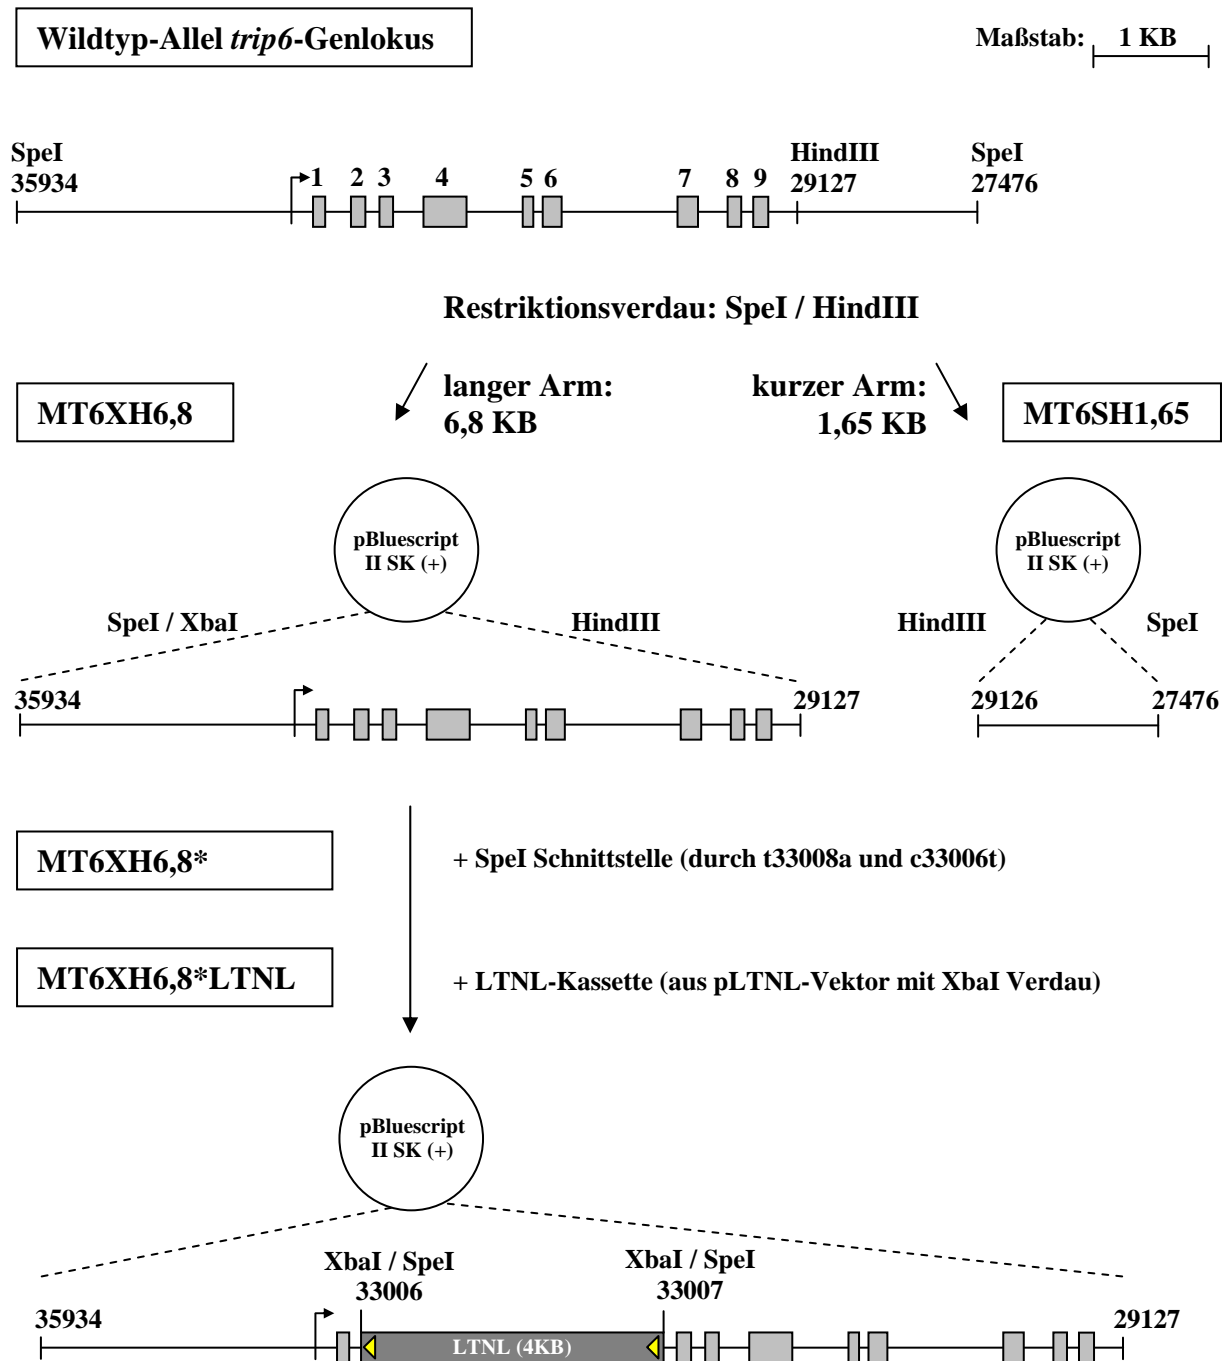 Wildtyp-Allel trip6-Genlokus
Maßstab: 1 KB
SpeI
35934
1 2 3 4 5 6 7 8 9
HindIII
29127
SpeI
27476
Restriktionsverdau: SpeI / HindIII
MT6XH6,8
langer Arm:
6,8 KB
kurzer Arm:
1,65 KB
MT6SH1,65
pBluescript
II SK (+)
pBluescript
II SK (+)
SpeI / XbaI
HindIII
HindIII
SpeI
35934
29127
29126
27476
MT6XH6,8*
+ SpeI Schnittstelle (durch t33008a und c33006t)
MT6XH6,8*LTNL
+ LTNL-Kassette (aus pLTNL-Vektor mit XbaI Verdau)
pBluescript
II SK (+)
XbaI / SpeI
33006
XbaI / SpeI
33007
35934
29127
LTNL (4KB)